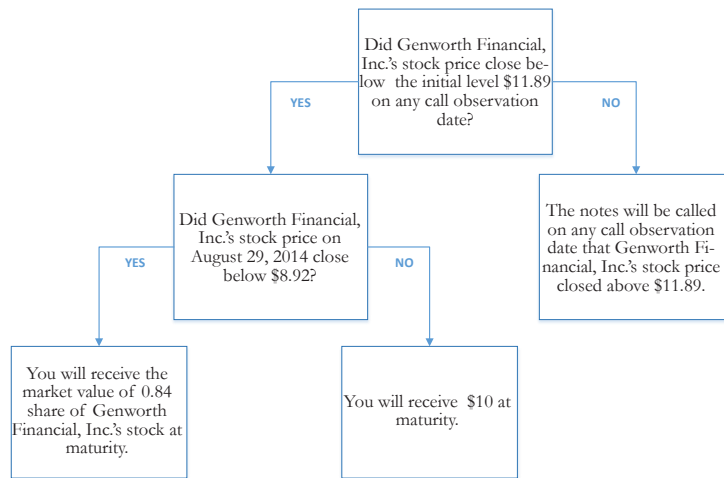 Did Genworth Financial,
Inc.'s stock price close be-
low the initial level $11.89
on any call observation
date?
YES
NO
Did Genworth Financial,
Inc.'s stock price on
August 29, 2014 close
below $8.92?
The notes will be called
on any call observation
date that Genworth Fi-
nancial, Inc.'s stock price
closed above $11.89.
YES
NO
You will receive the
market value of 0.84
share of Genworth
Financial, Inc.'s stock at
maturity.
You will receive $10 at
maturity.